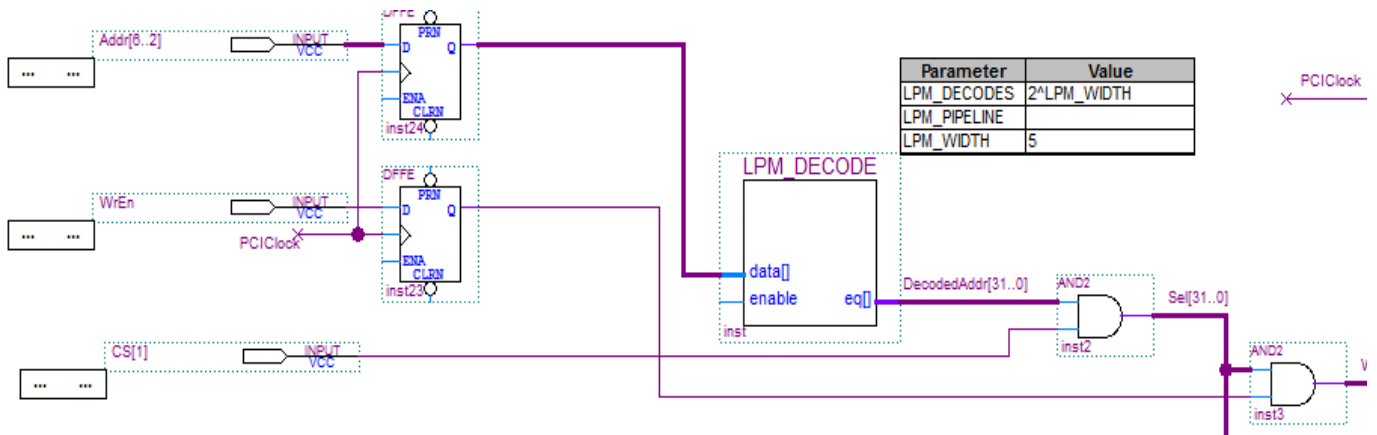 DFFE
Addr[6..2]
INPUT
VCC
PRN
D
Q
ENA
CLRN
inst24
...
...
Parameter Value
LPM_DECODES 2^LPM_WIDTH
LPM_PIPELINE
LPM_WIDTH 5
PCIClock
DFFE
WrEn
INPUT
VCC
PRN
D
Q
PCIClock
ENA
CLRN
inst23
...
...
LPM_DECODE
data[]
enable
eq[]
inst
DecodedAddr[31..0]
AND2
Sel[31..0]
inst2
CS[1]
INPUT
VCC
...
...
AND2
inst3